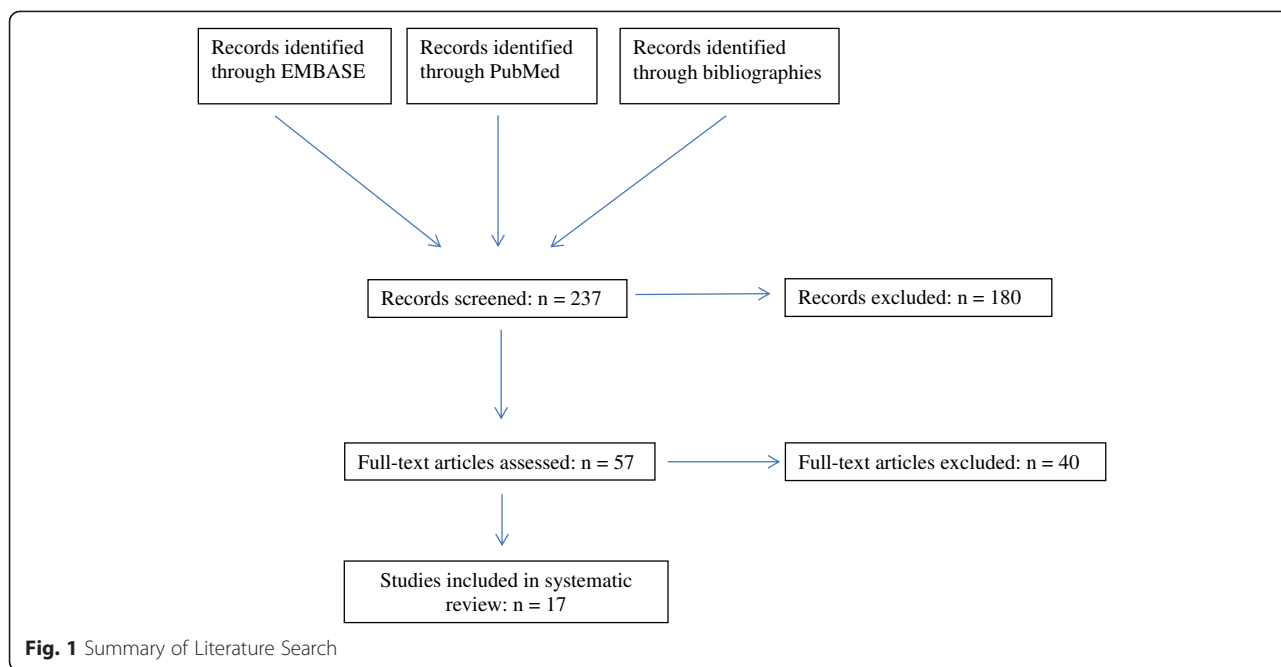 Records identified
through EMBASE
Records identified
through PubMed
Records identified
through bibliographies
Records screened: n = 237
Records excluded: n = 180
Full-text articles assessed: n = 57
Full-text articles excluded: n = 40
Studies included in systematic
review: n = 17
Fig. 1 Summary of Literature Search